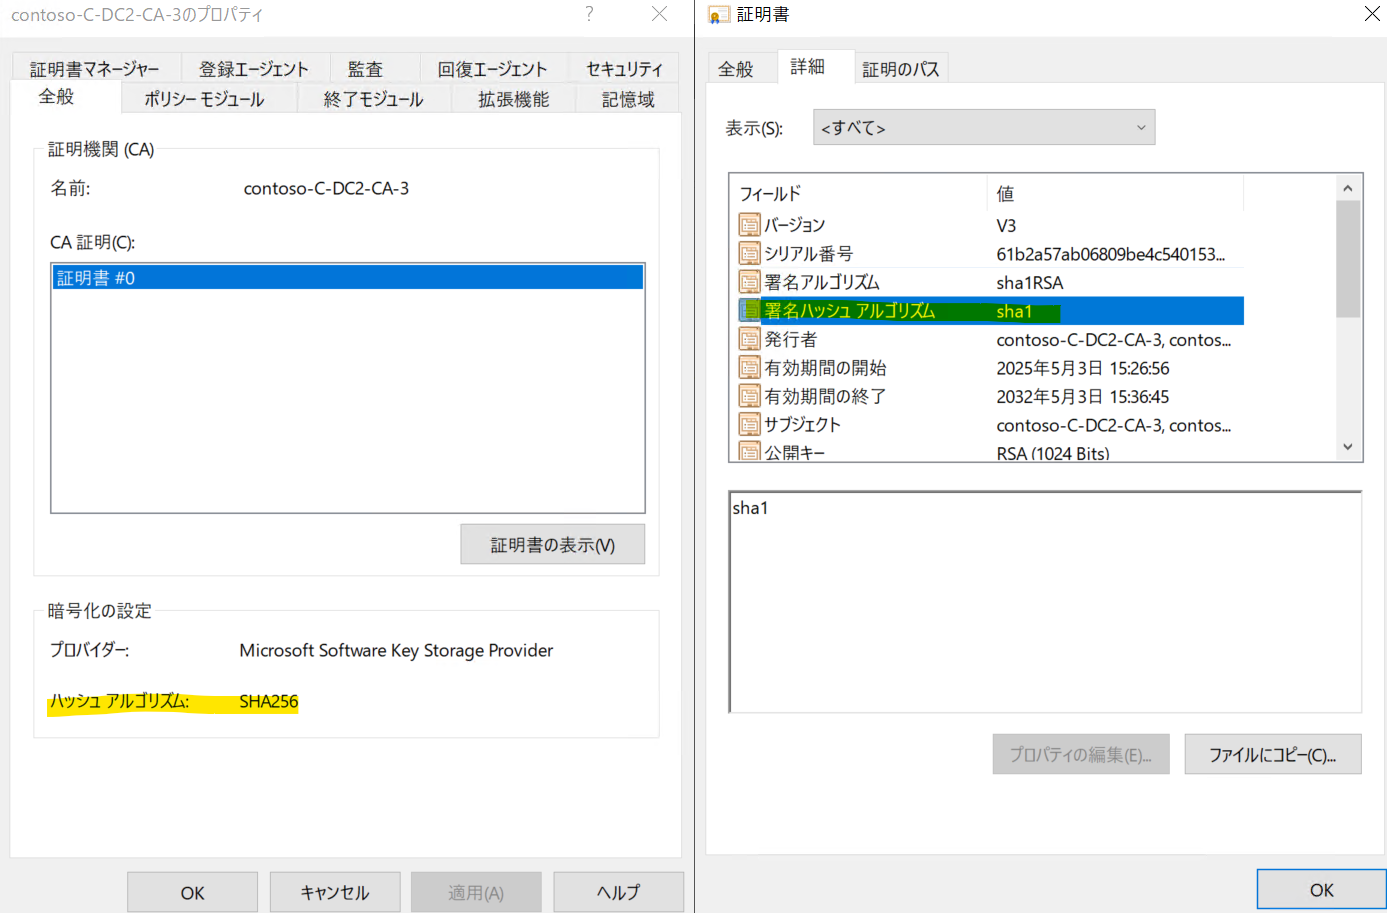 contoso-C-DC2-CA-3のプロパティ
証明書マネージャー 登録エージェント 監査 回復エージェント セキュリティ
全般 ポリシー モジュール 終了モジュール 拡張機能 記憶域
証明機関 (CA)
名前: contoso-C-DC2-CA-3
CA 証明(C):
証明書 #0
証明書の表示(V)
暗号化の設定
プロバイダー: Microsoft Software Key Storage Provider
ハッシュ アルゴリズム: SHA256
OK キャンセル 適用(A) ヘルプ
証明書
全般 詳細 証明のパス
表示(S): <すべて>
フィールド 値
バージョン V3
シリアル番号 61b2a57ab06809be4c540153...
署名アルゴリズム sha1RSA
署名ハッシュ アルゴリズム sha1
発行者 contoso-C-DC2-CA-3, contos...
有効期間の開始 2025年5月3日 15:26:56
有効期間の終了 2032年5月3日 15:36:45
サブジェクト contoso-C-DC2-CA-3, contos...
公開キー RSA (1024 Bits)
sha1
プロパティの編集(E)... ファイルにコピー(C)...
OK